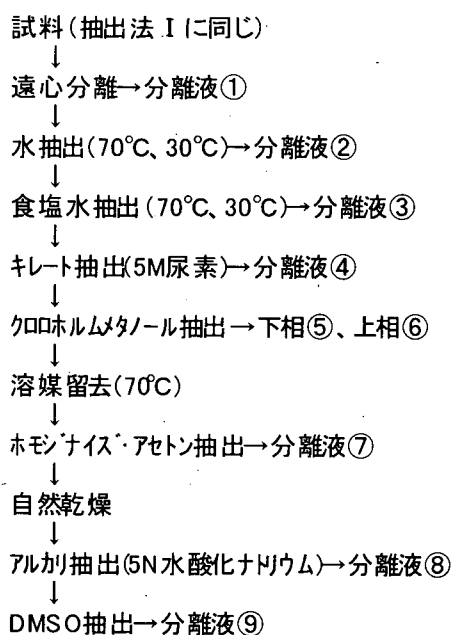 試料(抽出法 I に同じ)
↓
遠心分離→分離液①
↓
水抽出(70℃、30℃)→分離液②
↓
食塩水抽出(70℃、30℃)→分離液③
↓
キレート抽出(5M尿素)→分離液④
↓
クロロホルムメタノール抽出→下相⑤、上相⑥
↓
溶媒留去(70℃)
↓
ホモジナイズ・アセトン抽出→分離液⑦
↓
自然乾燥
↓
アルカリ抽出(5N水酸化ナトリウム)→分離液⑧
↓
DMSO抽出→分離液⑨